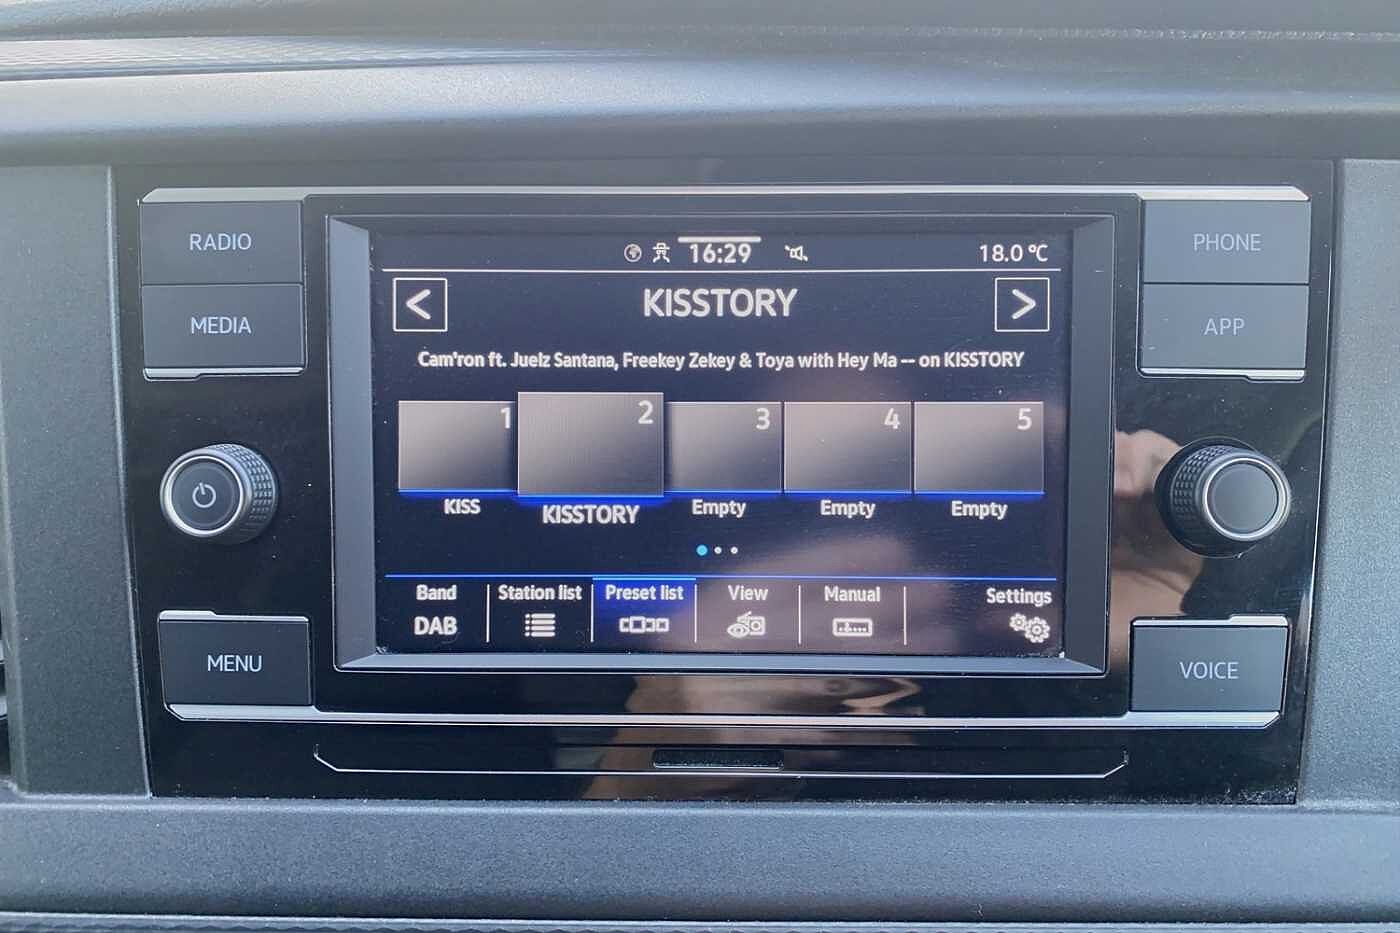 RADIO
MEDIA
MENU
16:29
18.0 °C
<
KISSTORY
>
Cam'ron ft. Juelz Santana, Freekey Zekey & Toya with Hey Ma -- on KISSTORY
1
2
3
4
5
KISS
KISSTORY
Empty
Empty
Empty
Band
Station list
Preset list
View
Manual
Settings
DAB
PHONE
APP
VOICE